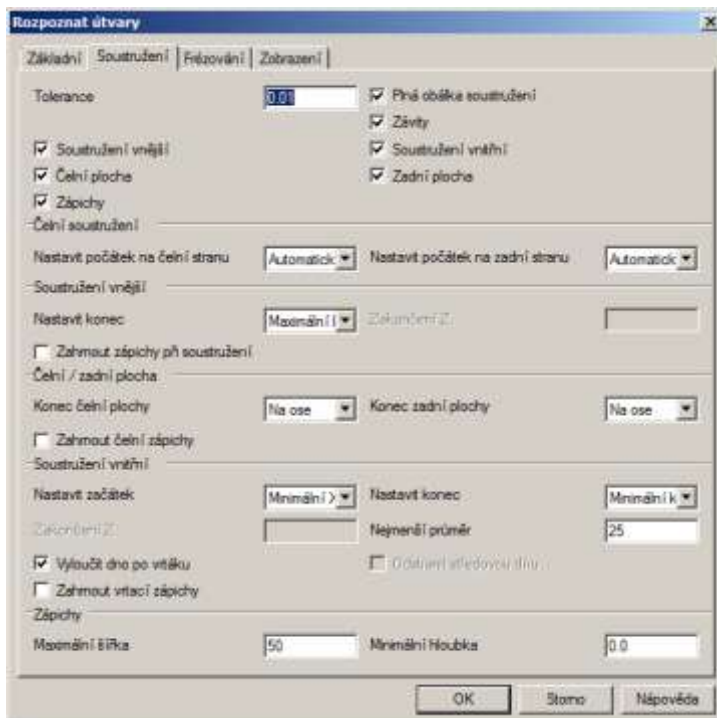 Rozpoznat útvary
Základní Soustružení Frézování Zobrazení
Tolerance 0.01 Plná obálka soustružení
Závity
Soustružení vnější Soustružení vnitřní
Čelní plocha Zadní plocha
Zápichy
Čelní soustružení
Nastavit počátek na čelní stranu Automatick Nastavit počátek na zadní stranu Automatick
Soustružení vnější
Nastavit konec Maximální Zakončení Z:
Zahrnout zápichy při soustružení
Čelní / zadní plocha
Konec čelní plochy Na ose Konec zadní plochy Na ose
Zahrnout čelní zápichy
Soustružení vnitřní
Nastavit začátek Minimální X Nastavit konec Minimální k
Zakončení Z: Nejmenší průměr 25
Vyloučit dno po vrtáku Odstranit středovou díru...
Zahrnout vrtací zápichy
Zápichy
Maximální šířka 50 Minimální hloubka 0.0
OK Storno Nápověda